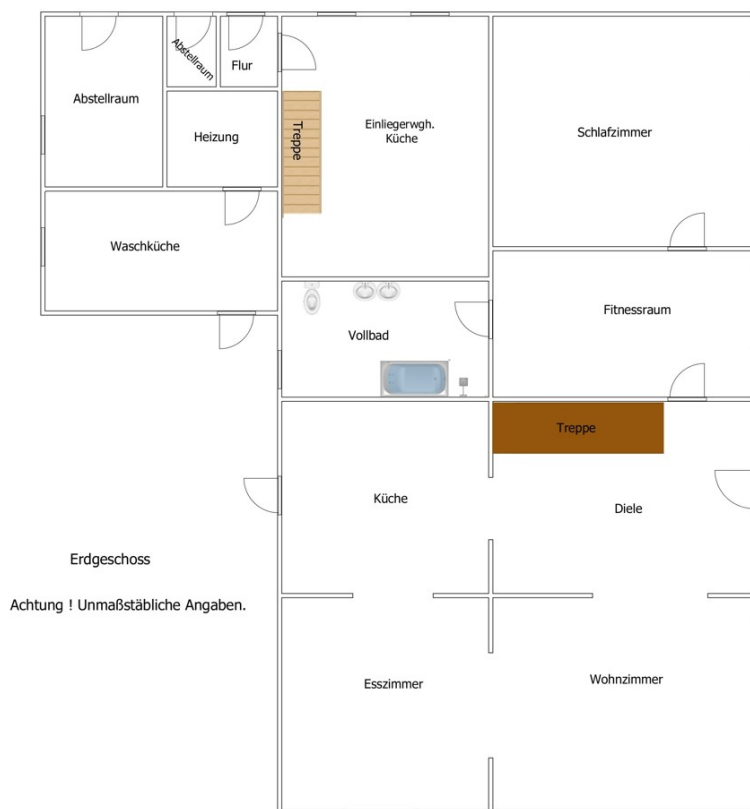 Abstellraum
Abstellraum
Flur
Heizung
Treppe
Einliegerwgh.
Küche
Schlafzimmer
Waschküche
Vollbad
Fitnessraum
Treppe
Küche
Diele
Erdgeschoss
Achtung ! Unmaßstäbliche Angaben.
Esszimmer
Wohnzimmer